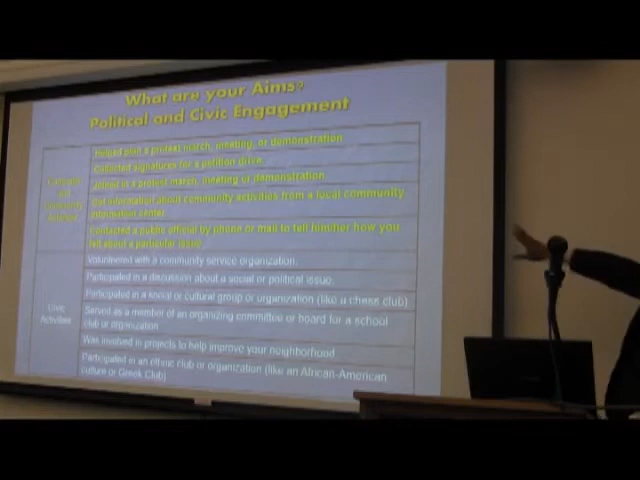 What are your Aims?
Political and Civic Engagement
Helped plan a protest march, meeting, or demonstration
Collected signatures for a petition drive.
Joined in a protest march, meeting or demonstration
Got information about community activities from a local community
information center.
Contacted a public official by phone or mail to tell him/her how you
felt about a particular issue.
Volunteered with a community service organization.
Participated in a discussion about a social or political issue.
Participated in a social or cultural group or organization (like a chess club)
Civic
Activities
Served as a member of an organizing committee or board for a school
club or organization
Was involved in projects to help improve your neighborhood
Participated in an ethnic club or organization (like an African-American
culture or Greek Club)